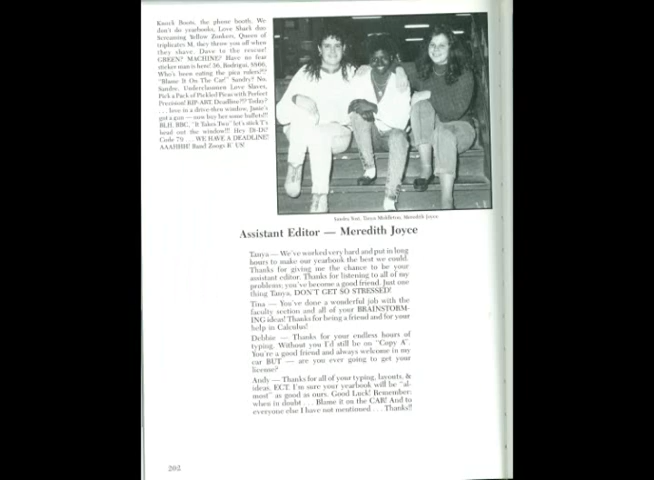 Knock Boots, the phone booth, We
don't do yearbooks, Love Shark duo
Screaming Yellow Zonkers, Queen of
triplicates M, they throw you off when
they shave. Dave to the rescue!
GREEN? MACHINE? Have no fear
sticker man is here! 56, Bodregai, 9866,
Who's been eating the pica rulers?!?
"Blame It On The Car!" Sundry? No,
Sandre, Underclassmen Love Slaves,
Pick a Pack of Pickled Picas with Perfect
Precision! RIP-ART, Deadline?!? Today?
. . . love in a drive-thru window, Janie's
got a gun — now buy her some bullets!!!
BLH, BBC, "It Takes Two" let's stick T's
head out the window!!! Hey Di-Di?
Code 79 . . . WE HAVE A DEADLINE?
AAAHHH! Band Zoogs R' US!
Meredith Joyce
Assistant Editor — Meredith Joyce
Tanya — We've worked very hard and put in long
hours to make our yearbook the best we could.
Thanks for giving me the chance to be your
assistant editor. Thanks for listening to all of my
problems, you've become a good friend. Just one
thing Tanya, DON'T GET SO STRESSED!
Tina — You've done a wonderful job with the
faculty section and all of your BRAINSTORM-
ING ideas! Thanks for being a friend and for your
help in Calculus!
Debbie — Thanks for your endless hours of
typing. Without you I'd still be on "Copy A".
You're a good friend and always welcome in my
car BUT — are you ever going to get your
license?
Andy — Thanks for all of your typing, layouts, &
ideas, ECT. I'm sure your yearbook will be "al-
most" as good as ours. Good Luck! Remember:
when in doubt . . . Blame it on the CAR! And to
everyone else I have not mentioned . . . Thanks!!
202